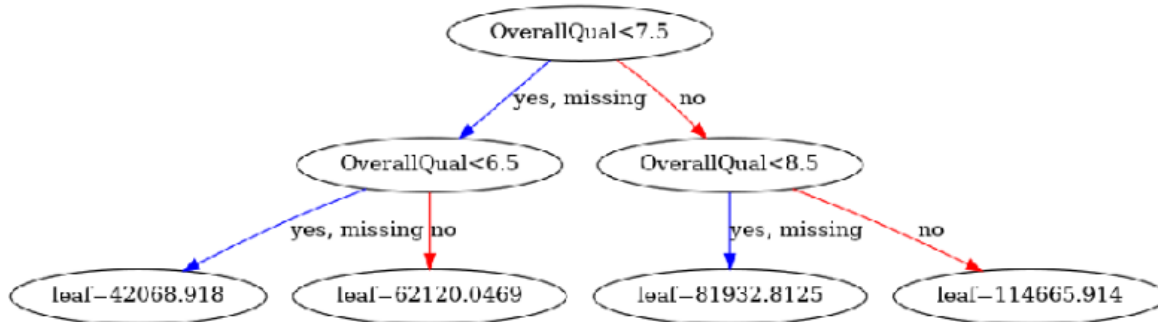 OverallQual<7.5
yes, missing no
OverallQual<6.5 OverallQual<8.5
yes, missing no yes, missing no
leaf=42068.918 leaf=62120.0469 leaf=81932.8125 leaf=114665.914